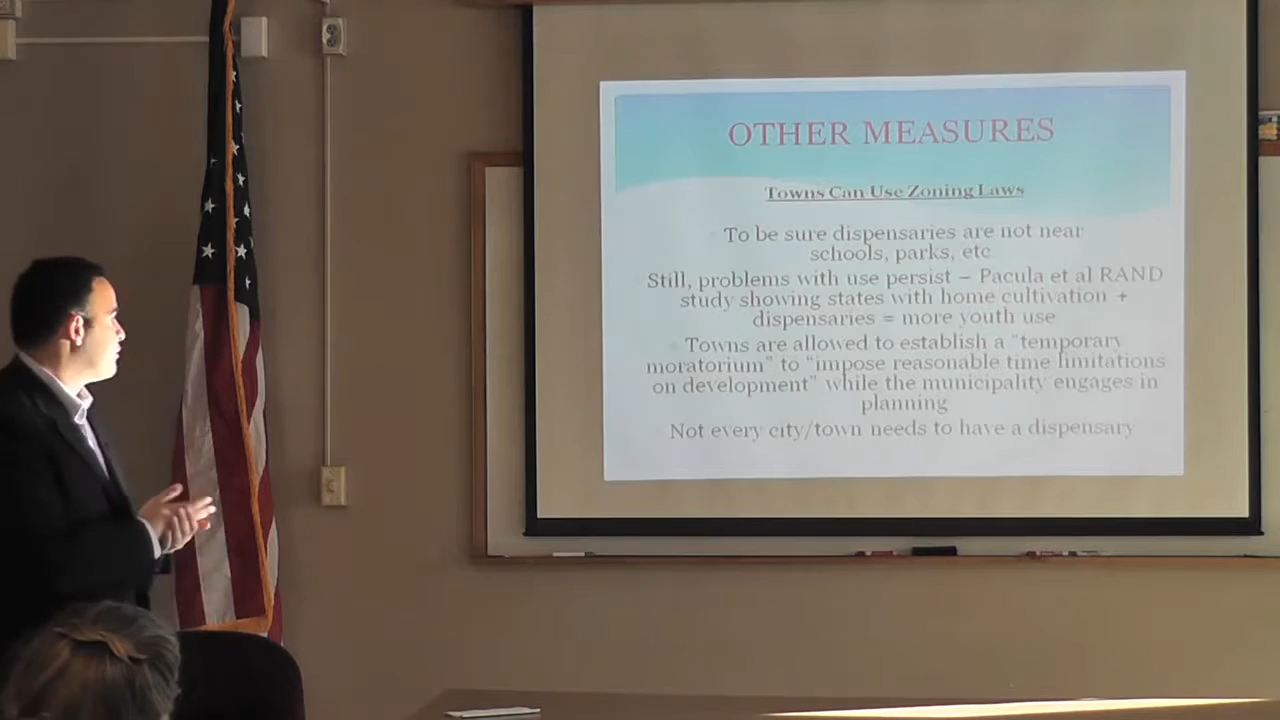 OTHER MEASURES
Towns Can Use Zoning Laws
To be sure dispensaries are not near
schools, parks, etc
Still, problems with use persist – Pacula et al RAND
study showing states with home cultivation +
dispensaries = more youth use
Towns are allowed to establish a "temporary
moratorium" to "impose reasonable time limitations
on development" while the municipality engages in
planning
Not every city/town needs to have a dispensary